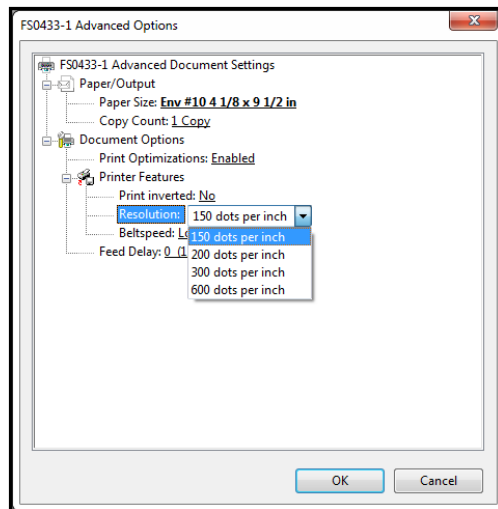 FS0433-1 Advanced Options
FS0433-1 Advanced Document Settings
Paper/Output
Paper Size: Env #10 4 1/8 x 9 1/2 in
Copy Count: 1 Copy
Document Options
Print Optimizations: Enabled
Printer Features
Print inverted: No
Resolution: 150 dots per inch
Beltspeed:
150 dots per inch
Feed Delay: 0
200 dots per inch
300 dots per inch
600 dots per inch
OK Cancel